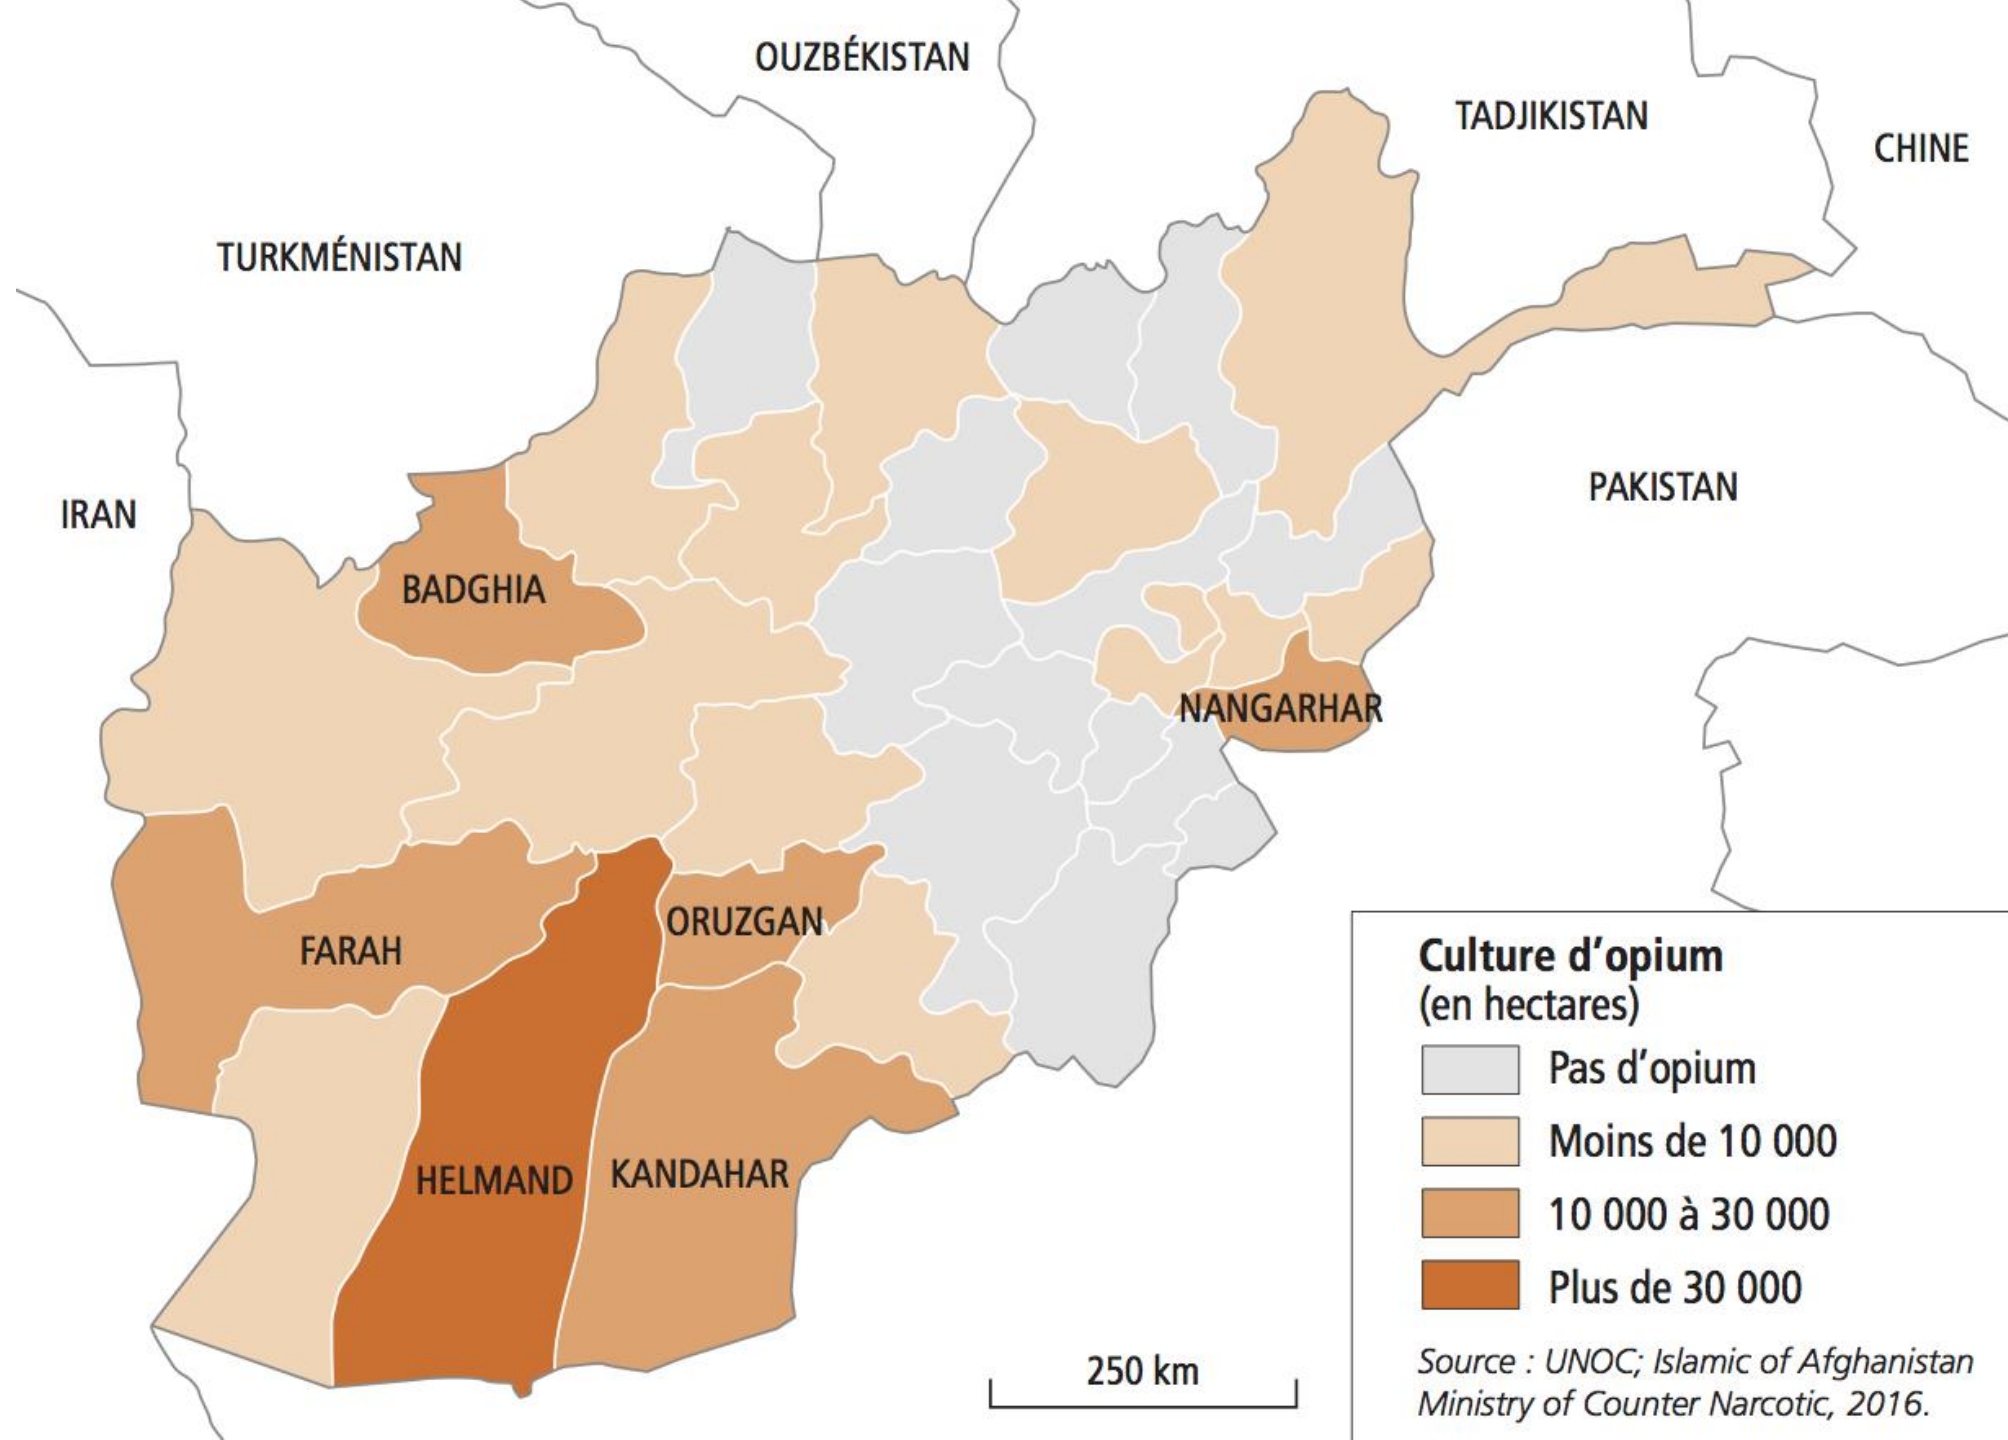 OUZBÉKISTAN
TADJIKISTAN
CHINE
TURKMÉNISTAN
PAKISTAN
IRAN
BADGHIA
NANGARHAR
ORUZGAN
FARAH
HELMAND
KANDAHAR
250 km
Culture d’opium
(en hectares)
Pas d’opium
Moins de 10 000
10 000 à 30 000
Plus de 30 000
Source : UNOC; Islamic of Afghanistan
Ministry of Counter Narcotic, 2016.